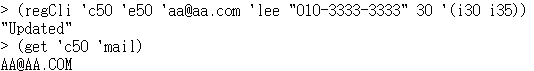 > (regCli 'c50 'e50 'aa@aa.com 'lee "010-3333-3333" 30 '(i30 i35))
"Updated"
> (get 'c50 'mail)
AA@AA.COM